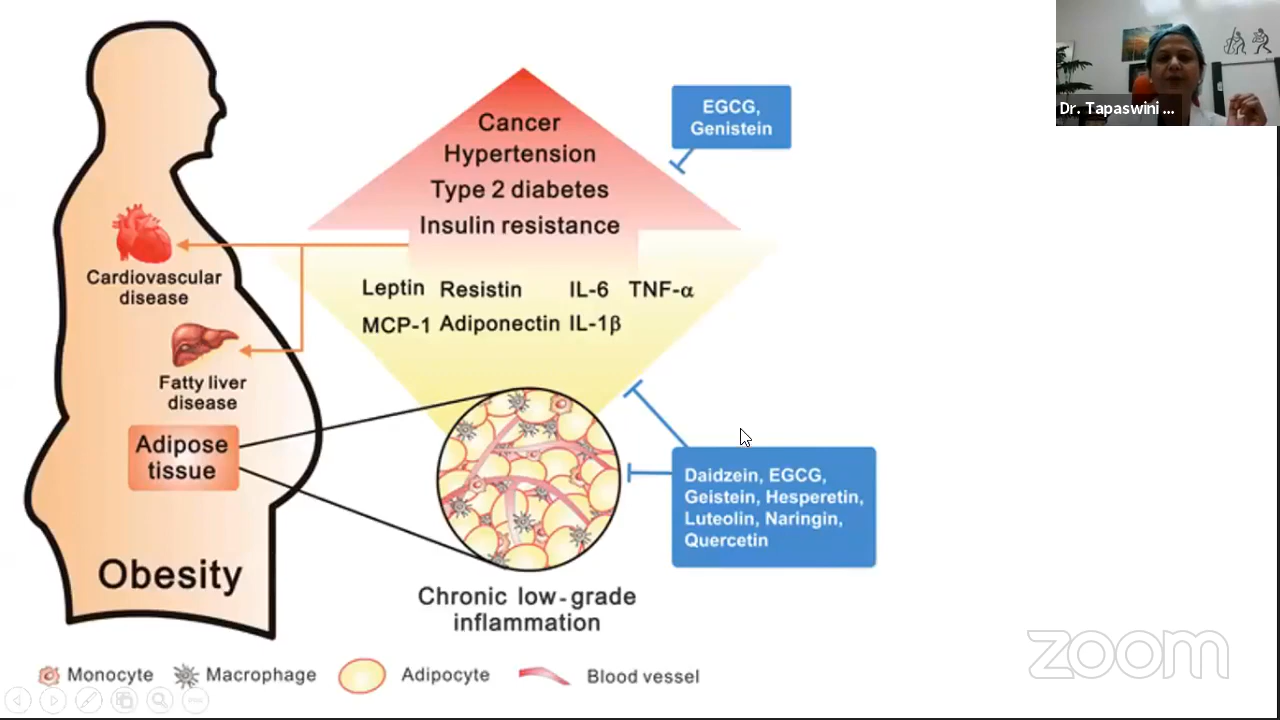 Dr. Tapaswini ...
EGCG,
Genistein
Cancer
Hypertension
Type 2 diabetes
Insulin resistance
Cardiovascular
disease
Leptin Resistin IL-6 TNF-α
MCP-1 Adiponectin IL-1β
Fatty liver
disease
Adipose
tissue
Daidzein, EGCG,
Geistein, Hesperetin,
Luteolin, Naringin,
Quercetin
Obesity
Chronic low-grade
inflammation
Monocyte Macrophage Adipocyte Blood vessel
zoom